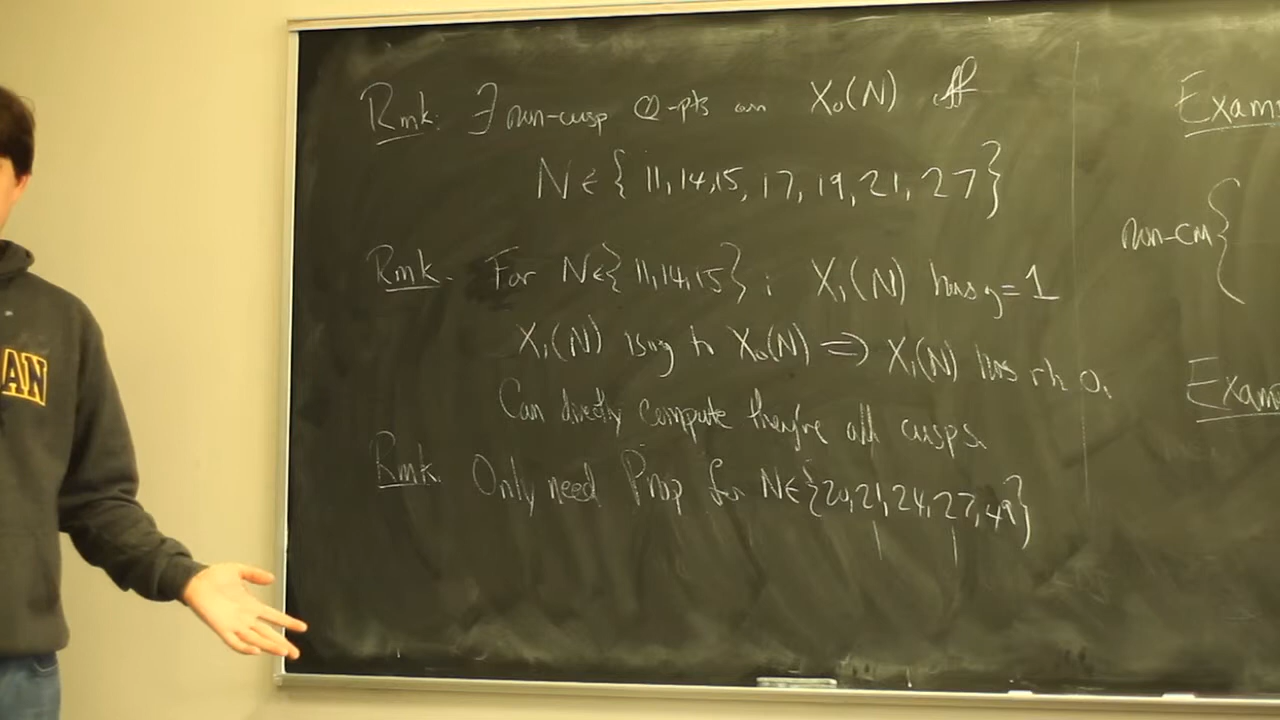 Rmk: ∃ non-cusp Q-pts on X₀(N) iff
N ∈ { 11, 14, 15, 17, 19, 21, 27 }
Rmk. For N ∈ { 11, 14, 15 }, X₁(N) has g = 1
X₁(N) isog to X₀(N) ⟹ X₁(N) has rk 0.
Can directly compute they're all cusps.
Rmk. Only need Prop for N ∈ { 20, 21, 24, 27, 49 }
Exam
non-CM {
Exam
AN